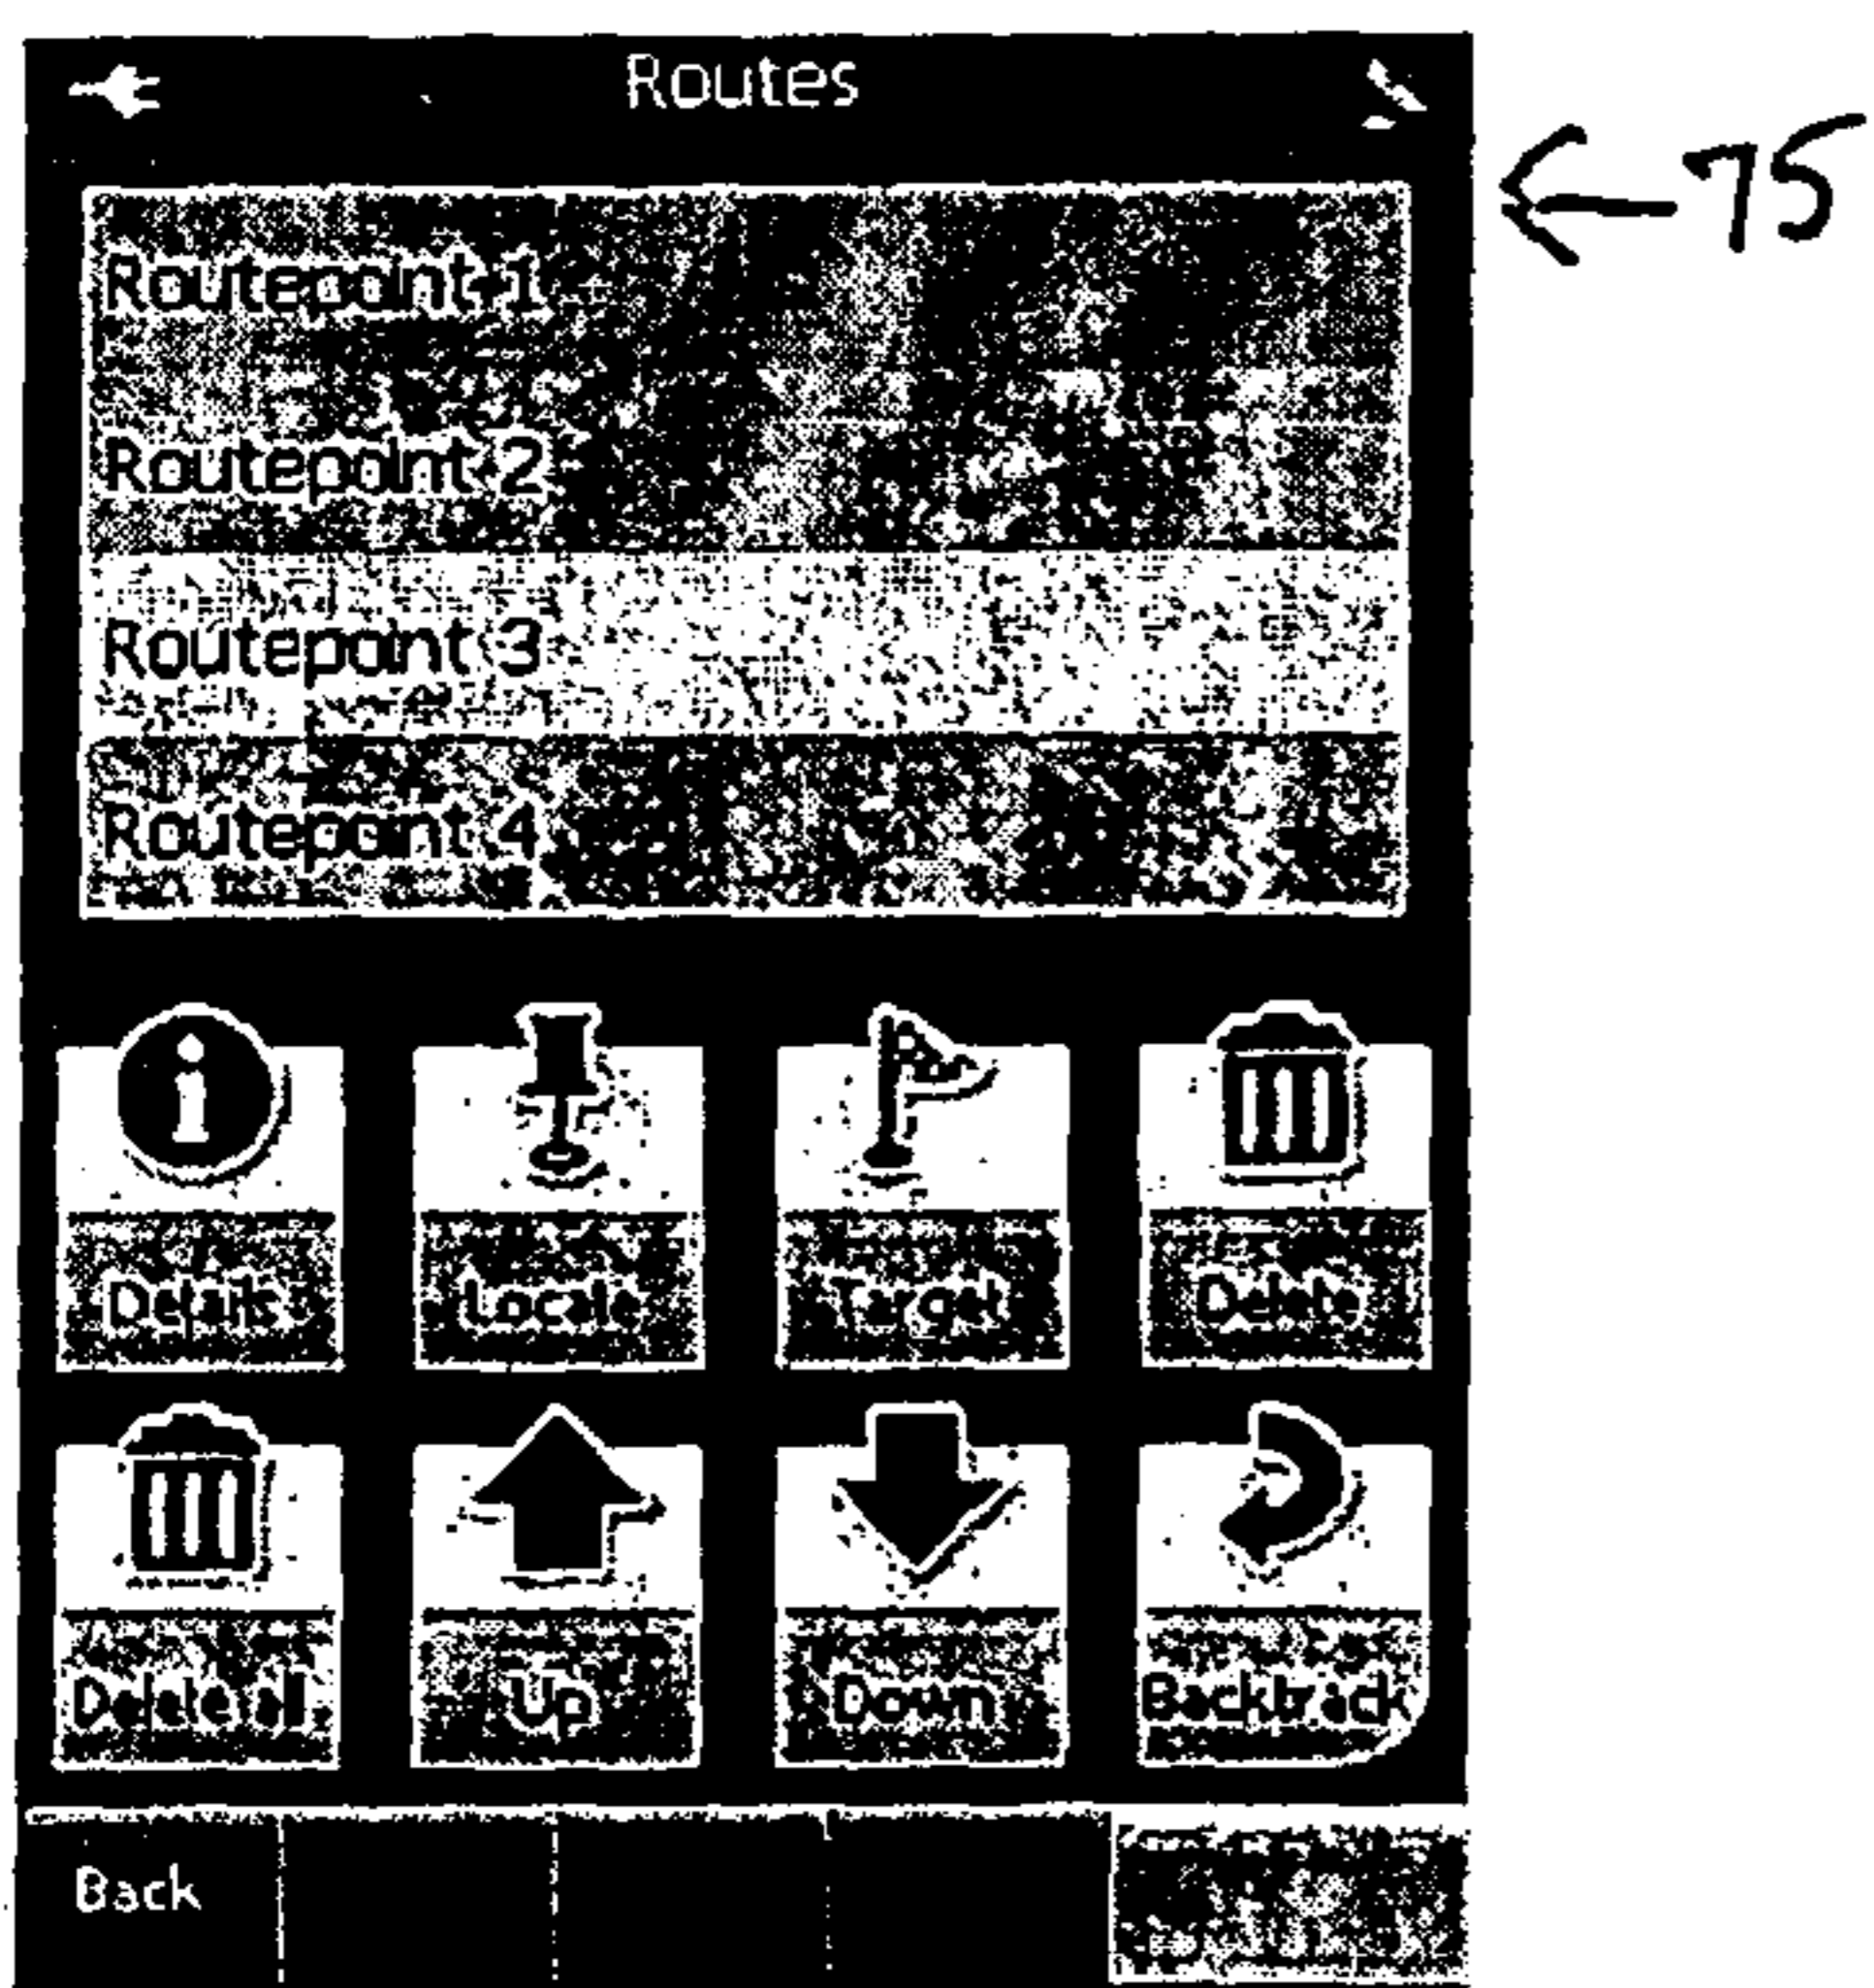 Routes
75
Routepoint 1
Routepoint 2
Routepoint 3
Routepoint 4
Details Locate Target Delete
Delete all Up Down Backtrack
Back